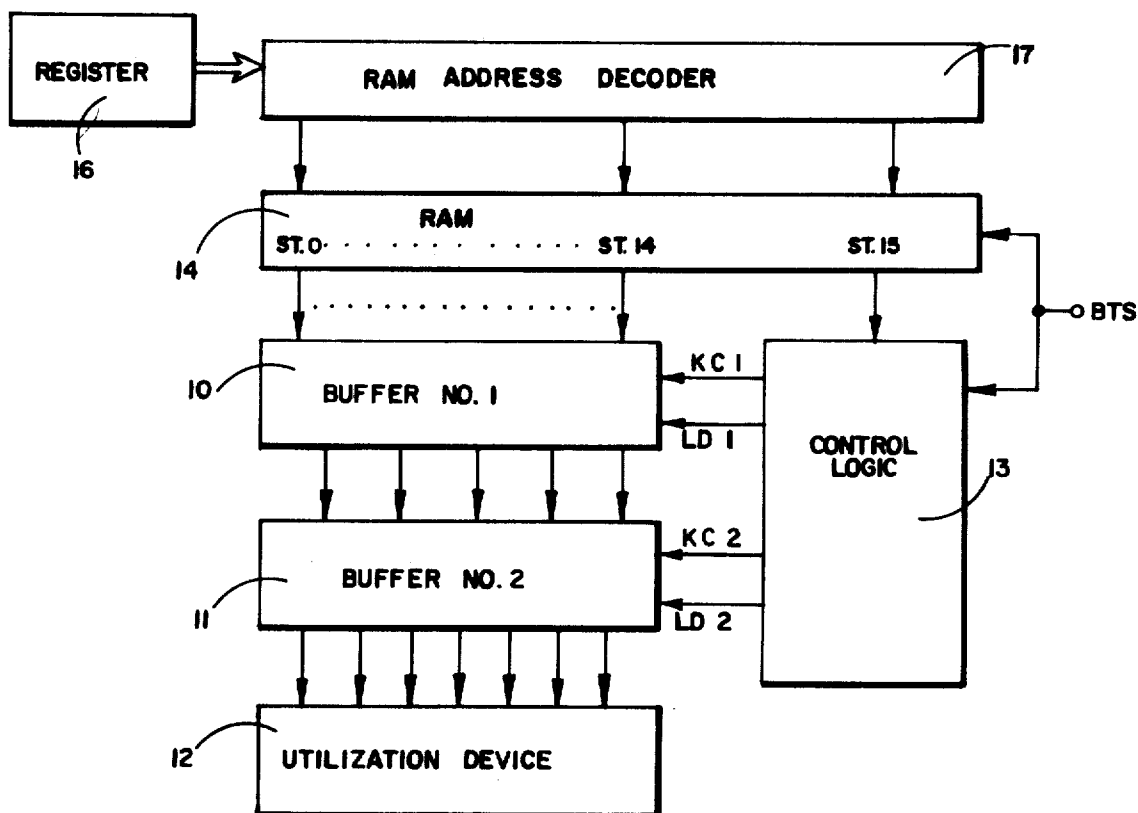 REGISTER
16
RAM ADDRESS DECODER
17
RAM
ST.0 . . . . . . . . . . . . . . ST.14 ST.15
14
BTS
10
BUFFER NO. 1
KC 1
LD 1
CONTROL
LOGIC
13
11
BUFFER NO. 2
KC 2
LD 2
12
UTILIZATION DEVICE